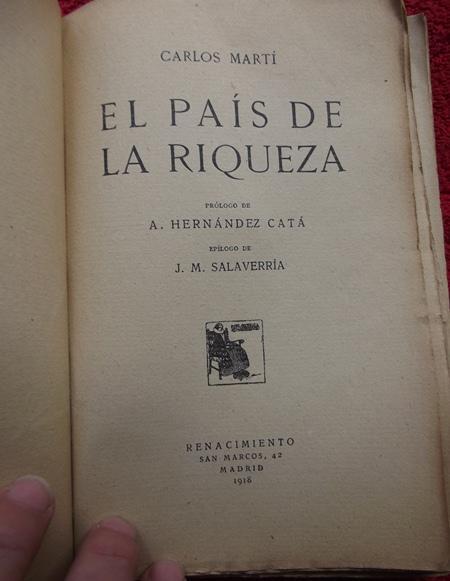 CARLOS MARTÍ
EL PAÍS DE
LA RIQUEZA
PRÓLOGO DE
A. HERNÁNDEZ CATÁ
EPÍLOGO DE
J. M. SALAVERRÍA
RENACIMIENTO
SAN MARCOS, 42
MADRID
1918